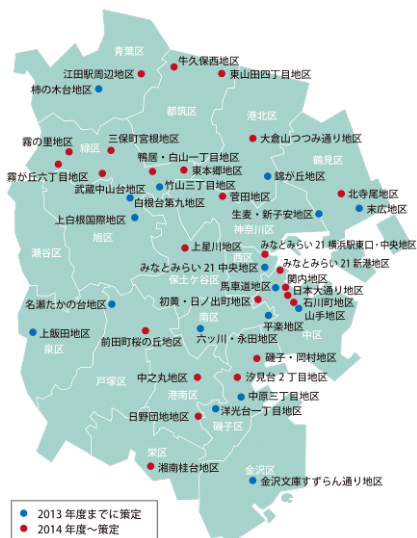 青葉区
牛久保西地区
江田駅周辺地区
東山田四丁目地区
柿の木台地区
都筑区
港北区
霧の里地区
緑区
三保町宮根地区
大倉山つつみ通り地区
鴨居・白山一丁目地区
東本郷地区
鶴見区
霧が丘六丁目地区
錦が丘地区
武蔵中山台地区
竹山三丁目地区
菅田地区
北寺尾地区
白根台第九地区
末広地区
上白根国際地区
生麦・新子安地区
旭区
神奈川区
瀬谷区
上星川地区
西区
みなとみらい 21 横浜駅東口・中央地区
みなとみらい 21 中央地区
みなとみらい 21 新港地区
保土ヶ谷区
馬車道地区
関内地区
日本大通り地区
名瀬たかの台地区
初黄・日ノ出町地区
石川町地区
南区
山手地区
上飯田地区
平楽地区
中区
泉区
前田町桜の丘地区
六ッ川・永田地区
磯子・岡村地区
戸塚区
中之丸地区
汐見台 2 丁目地区
港南区
中原三丁目地区
日野団地地区
洋光台一丁目地区
磯子区
栄区
湘南桂台地区
金沢区
金沢文庫すずらん通り地区
2013 年度までに策定
2014 年度～策定